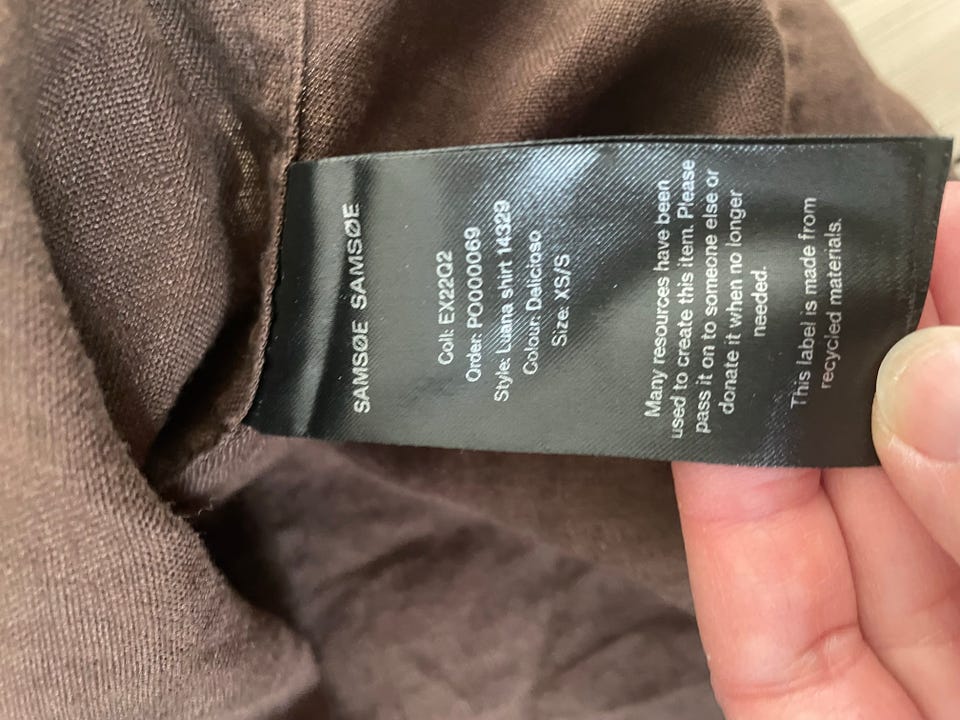 SAMSØE SAMSØE
Coll: EX22Q2
Order: PO000069
Style: Luana shirt 14329
Colour: Delicioso
Size: XS/S
Many resources have been
used to create this item. Please
pass it on to someone else or
donate it when no longer
needed.
This label is made from
recycled materials.